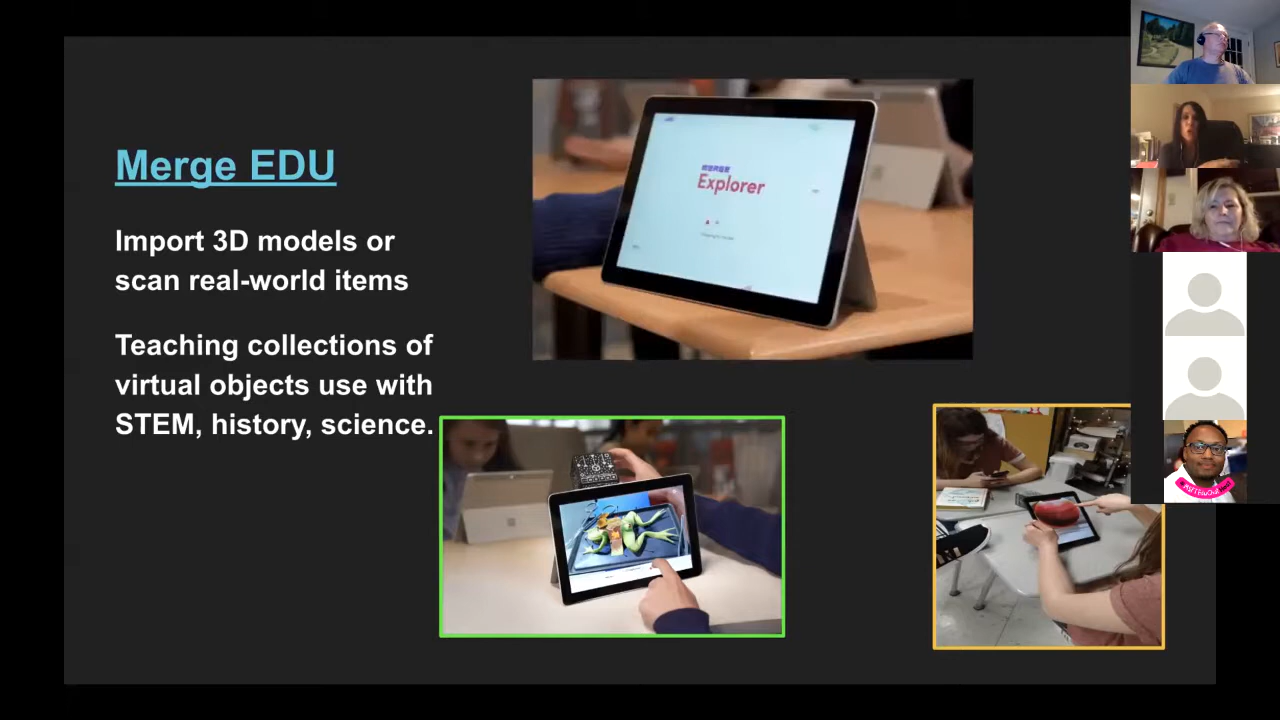 Merge EDU
Import 3D models or
scan real-world items
Teaching collections of
virtual objects use with
STEM, history, science.
Explorer